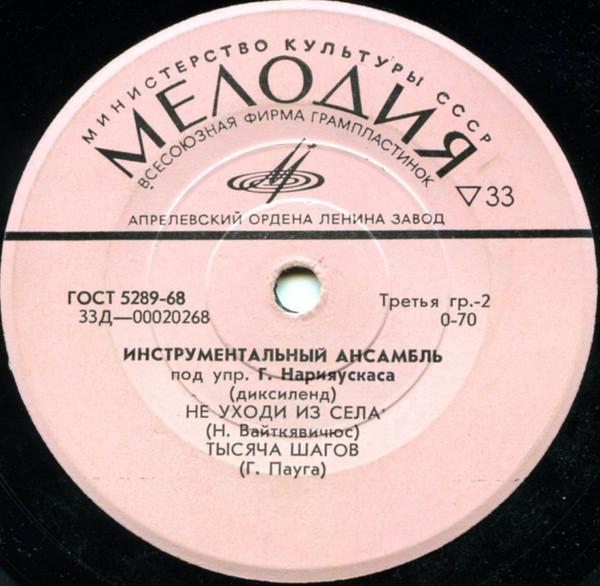 МИНИСТЕРСТВО КУЛЬТУРЫ СССР
МЕЛОДИЯ
ВСЕСОЮЗНАЯ ФИРМА ГРАМПЛАСТИНОК
33
АПРЕЛЕВСКИЙ ОРДЕНА ЛЕНИНА ЗАВОД
ГОСТ 5289-68
Третья гр.-2
33Д—00020268
0-70
ИНСТРУМЕНТАЛЬНЫЙ АНСАМБЛЬ
под упр. Г. Нарияускаса
(диксиленд)
НЕ УХОДИ ИЗ СЕЛА
(Н. Вайткявичюс)
ТЫСЯЧА ШАГОВ
(Г. Пауга)